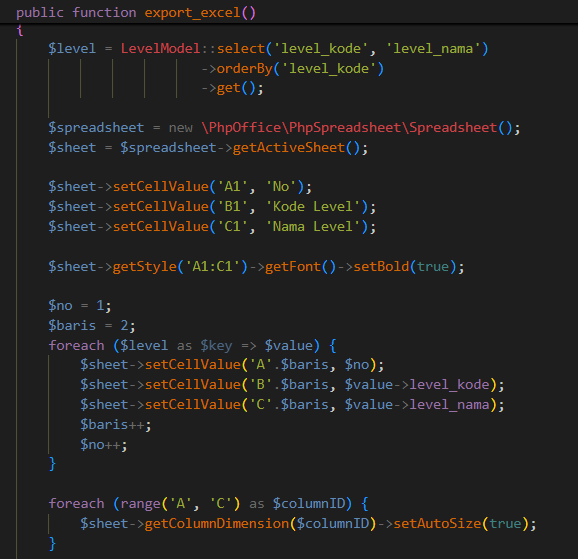 public function export_excel()
{
    $level = LevelModel::select('level_kode', 'level_nama')
                       ->orderBy('level_kode')
                       ->get();

    $spreadsheet = new \PhpOffice\PhpSpreadsheet\Spreadsheet();
    $sheet = $spreadsheet->getActiveSheet();

    $sheet->setCellValue('A1', 'No');
    $sheet->setCellValue('B1', 'Kode Level');
    $sheet->setCellValue('C1', 'Nama Level');

    $sheet->getStyle('A1:C1')->getFont()->setBold(true);

    $no = 1;
    $baris = 2;
    foreach ($level as $key => $value) {
        $sheet->setCellValue('A'.$baris, $no);
        $sheet->setCellValue('B'.$baris, $value->level_kode);
        $sheet->setCellValue('C'.$baris, $value->level_nama);
        $baris++;
        $no++;
    }

    foreach (range('A', 'C') as $columnID) {
        $sheet->getColumnDimension($columnID)->setAutoSize(true);
    }